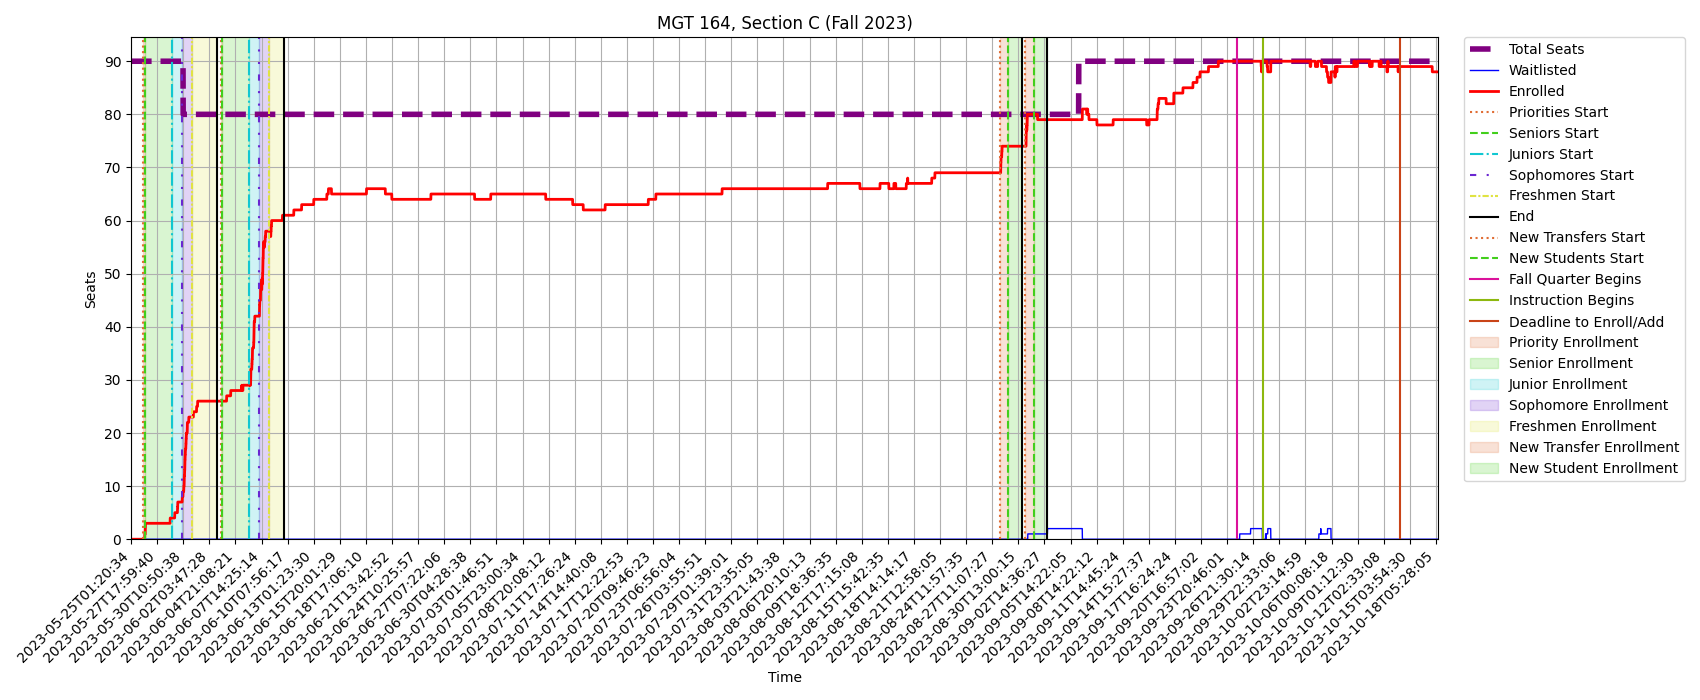 MGT 164, Section C (Fall 2023)
Seats
90
80
70
60
50
40
30
20
10
0
2023-05-25T01:20:34
2023-05-27T17:59:40
2023-05-30T10:50:38
2023-06-02T03:47:28
2023-06-04T21:08:21
2023-06-07T14:25:14
2023-06-10T07:56:17
2023-06-13T01:23:30
2023-06-15T20:01:29
2023-06-18T17:06:10
2023-06-21T13:42:52
2023-06-24T10:25:57
2023-06-27T07:22:06
2023-06-30T04:28:38
2023-07-03T01:46:51
2023-07-05T23:00:34
2023-07-08T20:08:12
2023-07-11T17:26:24
2023-07-14T14:40:08
2023-07-17T12:22:53
2023-07-20T09:46:23
2023-07-23T06:56:04
2023-07-26T03:55:51
2023-07-29T01:39:01
2023-07-31T23:35:05
2023-08-03T21:43:38
2023-08-06T20:10:13
2023-08-09T18:36:35
2023-08-12T17:15:08
2023-08-15T15:42:35
2023-08-18T14:14:17
2023-08-21T12:58:05
2023-08-24T11:57:35
2023-08-27T11:07:27
2023-08-30T13:00:15
2023-09-02T14:36:27
2023-09-05T14:22:05
2023-09-08T14:22:12
2023-09-11T14:45:24
2023-09-14T15:27:37
2023-09-17T16:24:24
2023-09-20T16:57:02
2023-09-23T20:46:01
2023-09-26T21:30:14
2023-09-29T22:33:06
2023-10-02T23:14:59
2023-10-06T00:08:18
2023-10-09T01:12:30
2023-10-12T02:33:08
2023-10-15T03:54:30
2023-10-18T05:28:05
Time
Total Seats
Waitlisted
Enrolled
Priorities Start
Seniors Start
Juniors Start
Sophomores Start
Freshmen Start
End
New Transfers Start
New Students Start
Fall Quarter Begins
Instruction Begins
Deadline to Enroll/Add
Priority Enrollment
Senior Enrollment
Junior Enrollment
Sophomore Enrollment
Freshmen Enrollment
New Transfer Enrollment
New Student Enrollment